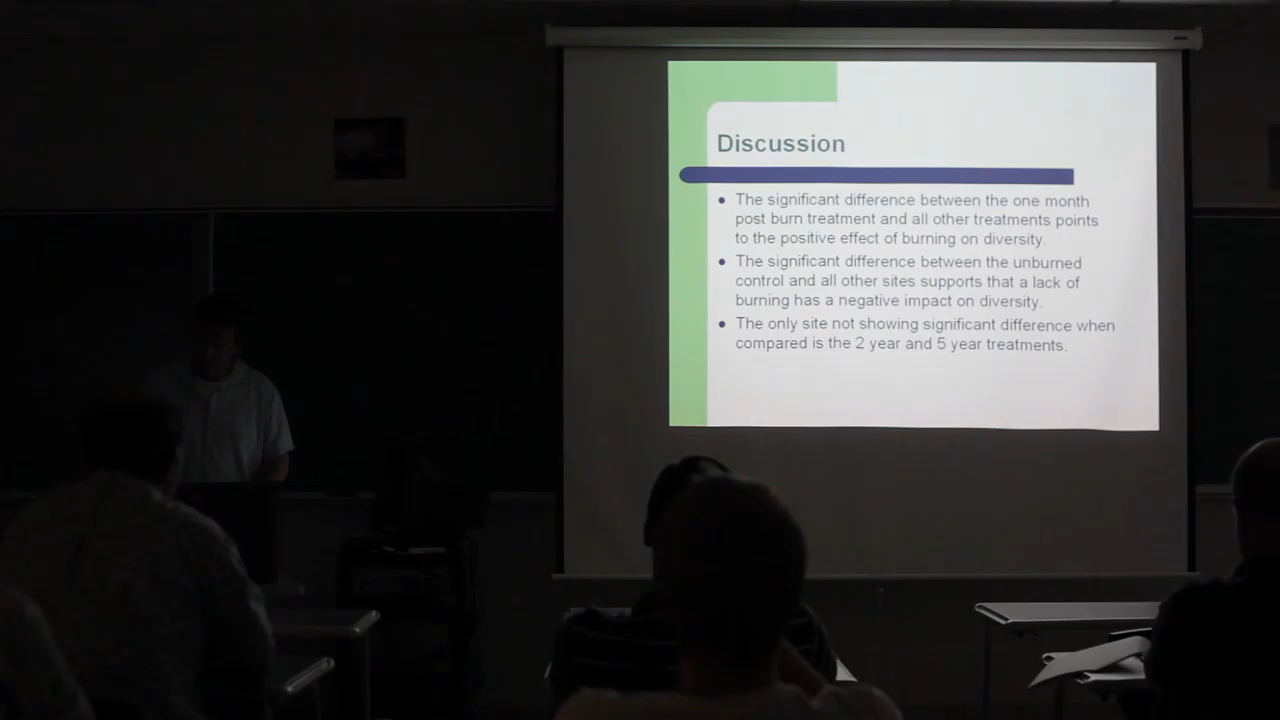 Discussion
• The significant difference between the one month
post burn treatment and all other treatments points
to the positive effect of burning on diversity.
• The significant difference between the unburned
control and all other sites supports that a lack of
burning has a negative impact on diversity.
• The only site not showing significant difference when
compared is the 2 year and 5 year treatments.